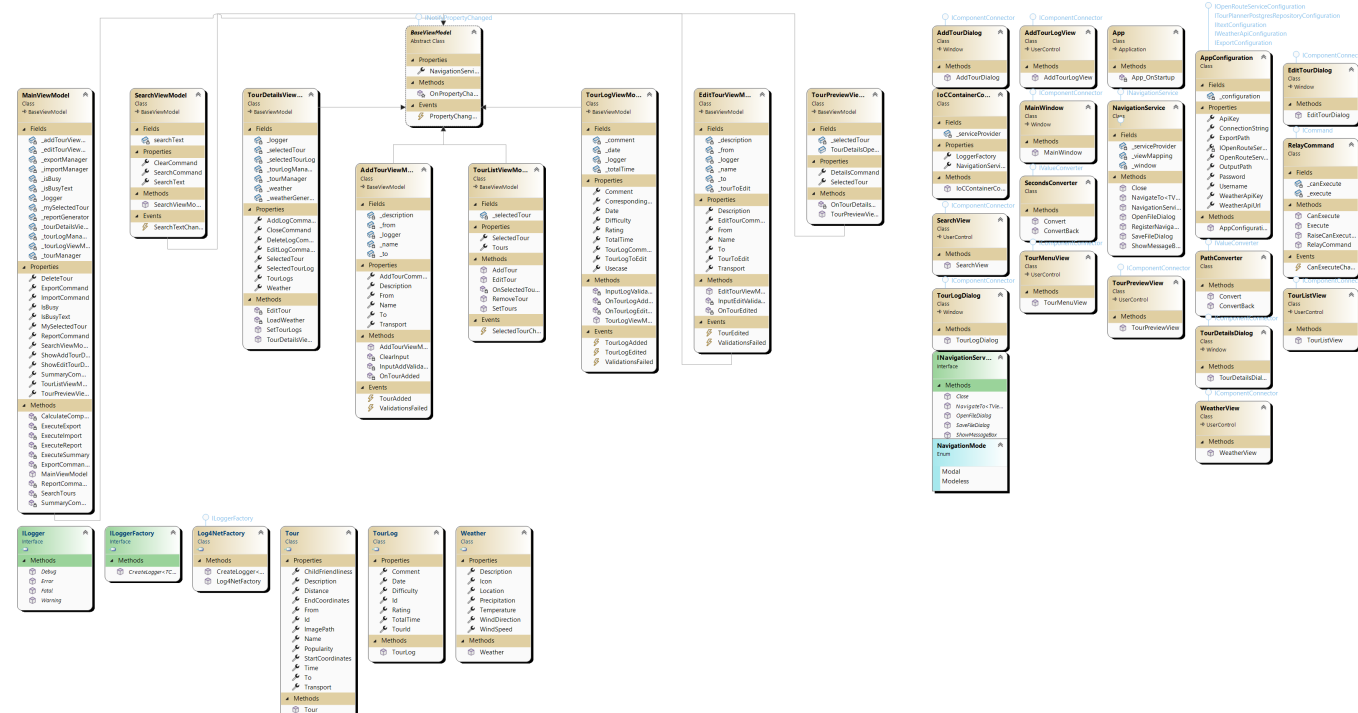 INotifyPropertyChanged
BaseViewModel
Abstract Class
Properties
NavigationServi...
Methods
OnPropertyCha...
Events
PropertyChang...
MainViewModel
Class
BaseViewModel
Fields
_addTourView...
_editTourView...
_exportManager
_importManager
_isBusy
_isBusyText
_logger
_mySelectedTour
_reportGenerator
_tourDetailsVie...
_tourLogMana...
_tourLogViewM...
_tourManager
Properties
DeleteTour
ExportCommand
ImportCommand
IsBusy
IsBusyText
MySelectedTour
ReportCommand
SearchViewMo...
ShowAddTourD...
ShowEditTourD...
SummaryCom...
TourListViewM...
TourPreviewVie...
Methods
CalculateComp...
ExecuteExport
ExecuteImport
ExecuteReport
ExecuteSummary
ExportComman...
MainViewModel
ReportComma...
SearchTours
SummaryCom...
SearchViewModel
Class
BaseViewModel
Fields
searchText
Properties
ClearCommand
SearchCommand
SearchText
Methods
SearchViewMo...
Events
SearchTextChan...
TourDetailsView...
Class
BaseViewModel
Fields
_logger
_selectedTour
_selectedTourLog
_tourLogMana...
_tourManager
_weather
_weatherGener...
Properties
AddLogComma...
CloseCommand
DeleteLogCom...
EditLogComma...
SelectedTour
SelectedTourLog
TourLogs
Weather
Methods
EditTour
LoadWeather
SetTourLogs
TourDetailsVie...
AddTourViewM...
Class
BaseViewModel
Fields
_description
_from
_logger
_name
_to
Properties
AddTourComm...
Description
From
Name
To
Transport
Methods
AddTourViewM...
ClearInput
InputAddValida...
OnTourAdded
Events
TourAdded
ValidationsFailed
TourListViewMo...
Class
BaseViewModel
Fields
_selectedTour
Properties
SelectedTour
Tours
Methods
AddTour
EditTour
OnSelectedTou...
RemoveTour
SetTours
Events
SelectedTourCh...
TourLogViewMo...
Class
BaseViewModel
Fields
_comment
_date
_logger
_totalTime
Properties
Comment
Corresponding...
Date
Difficulty
Rating
TotalTime
TourLogComm...
TourLogToEdit
Usecase
Methods
InputLogValida...
OnTourLogAdd...
OnTourLogEdit...
TourLogViewM...
Events
TourLogAdded
TourLogEdited
ValidationsFailed
EditTourViewM...
Class
BaseViewModel
Fields
_description
_from
_logger
_name
_to
_tourToEdit
Properties
Description
EditTourComm...
From
Name
To
TourToEdit
Transport
Methods
EditTourViewM...
InputEditValida...
OnTourEdited
Events
TourEdited
ValidationsFailed
TourPreviewVie...
Class
BaseViewModel
Fields
_selectedTour
TourDetailsOpe...
Properties
DetailsCommand
SelectedTour
Methods
OnTourDetails...
TourPreviewVie...
IComponentConnector
AddTourDialog
Class
Window
Methods
AddTourDialog
IoCContainerCo...
Class
Fields
_serviceProvider
Properties
LoggerFactory
NavigationServi...
Methods
IoCContainerCo...
IComponentConnector
SearchView
Class
UserControl
Methods
SearchView
IComponentConnector
TourLogDialog
Class
Window
Methods
TourLogDialog
INavigationServ...
Interface
Methods
Close
NavigateTo<TVie...
OpenFileDialog
SaveFileDialog
ShowMessageBox
NavigationMode
Enum
Modal
Modeless
IComponentConnector
AddTourLogView
Class
UserControl
Methods
AddTourLogView
IComponentConnector
MainWindow
Class
Window
Methods
MainWindow
IValueConverter
SecondsConverter
Class
Methods
Convert
ConvertBack
IComponentConnector
TourMenuView
Class
UserControl
Methods
TourMenuView
App
Class
Application
Methods
App_OnStartup
INavigationService
NavigationService
Class
Fields
_serviceProvider
_viewMapping
_window
Methods
Close
NavigateTo<TV...
NavigationServi...
OpenFileDialog
RegisterNaviga...
SaveFileDialog
ShowMessageB...
IComponentConnector
TourPreviewView
Class
UserControl
Methods
TourPreviewView
IOpenRouteServiceConfiguration
ITourPlannerPostgresRepositoryConfiguration
ITextConfiguration
IWeatherApiConfiguration
IExportConfiguration
AppConfiguration
Class
Fields
_configuration
Properties
ApiKey
ConnectionString
ExportPath
IOpenRouteSer...
OpenRouteServ...
OutputPath
Password
Username
WeatherApiKey
WeatherApiUrl
Methods
AppConfigurati...
IValueConverter
PathConverter
Class
Methods
Convert
ConvertBack
IComponentConnector
TourDetailsDialog
Class
Window
Methods
TourDetailsDial...
IComponentConnector
WeatherView
Class
UserControl
Methods
WeatherView
IComponentConnec
EditTourDialog
Class
Window
Methods
EditTourDialog
ICommand
RelayCommand
Class
Fields
_canExecute
_execute
Methods
CanExecute
Execute
RaiseCanExecut...
RelayCommand
Events
CanExecuteCha...
IComponentConnec
TourListView
Class
UserControl
Methods
TourListView
ILogger
Interface
Methods
Debug
Error
Fatal
Warning
ILoggerFactory
Interface
Methods
CreateLogger<TC...
ILoggerFactory
Log4NetFactory
Class
Methods
CreateLogger<...
Log4NetFactory
Tour
Class
Properties
ChildFriendliness
Description
Distance
EndCoordinates
From
Id
ImagePath
Name
Popularity
StartCoordinates
Time
To
Transport
Methods
Tour
TourLog
Class
Properties
Comment
Date
Difficulty
Id
Rating
TotalTime
TourId
Methods
TourLog
Weather
Class
Properties
Description
Icon
Location
Precipitation
Temperature
WindDirection
WindSpeed
Methods
Weather